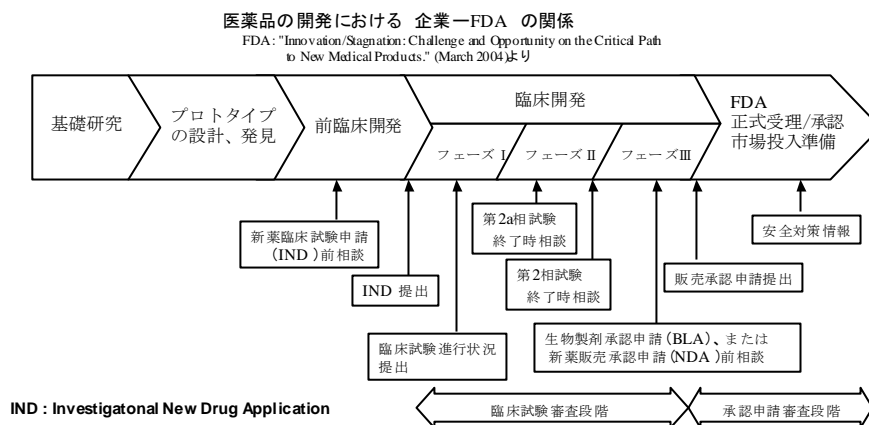 医薬品の開発における 企業ーFDA の関係
FDA : "Innovation/Stagnation: Challenge and Opportunity on the Critical Path
to New Medical Products." (March 2004)より
基礎研究
プロトタイプ
の設計、発見
前臨床開発
臨床開発
フェーズ I
フェーズ II
フェーズIII
FDA
正式受理/承認
市場投入準備
新薬臨床試験申請
(IND)前相談
IND 提出
臨床試験進行状況
提出
第2a相試験
終了時相談
第2相試験
終了時相談
生物製剤承認申請(BLA)、または
新薬販売承認申請(NDA)前相談
販売承認申請提出
安全対策情報
IND : Investigatonal New Drug Application
臨床試験審査段階
承認申請審査段階